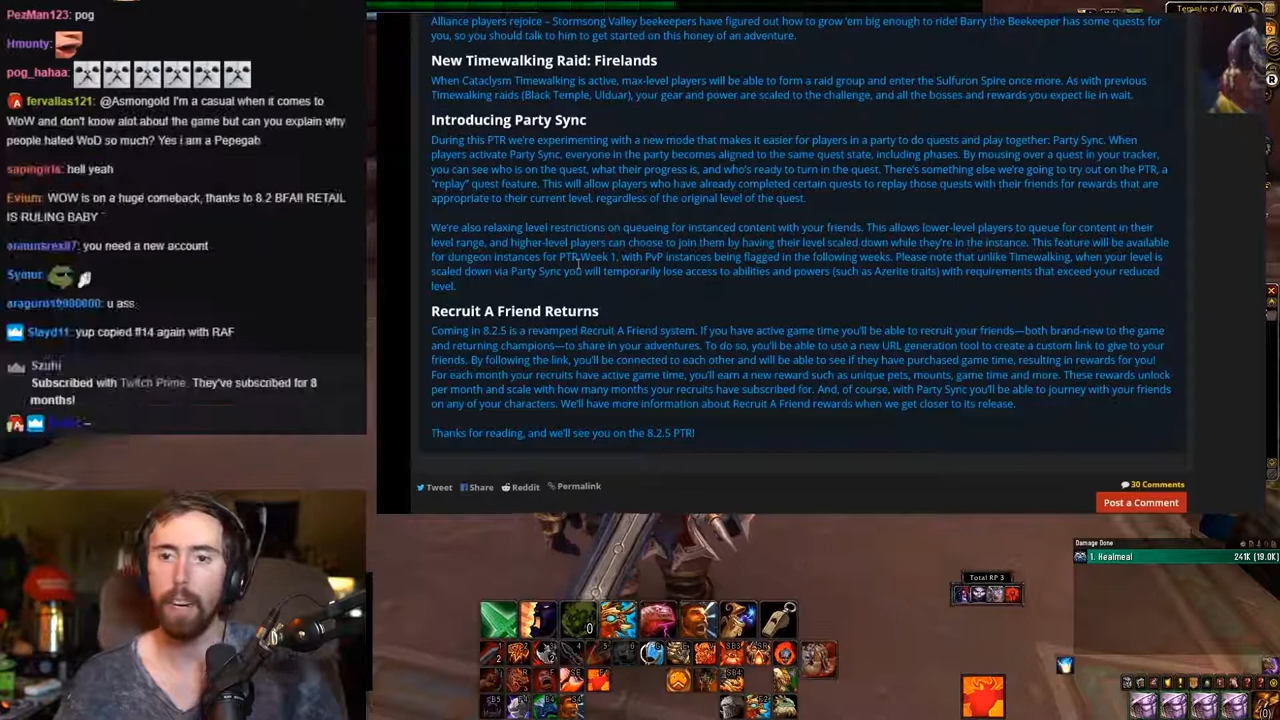 PezMan123: pog
Hmunty:
pog_hahaa:
fervallas121: @Asmongold I'm a casual when it comes to
WoW and don't know alot about the game but can you explain why
people hated WoD so much? Yes i am a Pepegab
hell yeah
Evium: WOW is on a huge comeback, thanks to 8.2 BFA!! RETAIL
IS RULING BABY
you need a new account
Symur:
u ass
Slayd11: yup copied ff14 again with RAF
Szuhi
Subscribed with Twitch Prime. They've subscribed for 8
months!
Temple of
Alliance players rejoice – Stormsong Valley beekeepers have figured out how to grow 'em big enough to ride! Barry the Beekeeper has some quests for
you, so you should talk to him to get started on this honey of an adventure.
New Timewalking Raid: Firelands
When Cataclysm Timewalking is active, max-level players will be able to form a raid group and enter the Sulfuron Spire once more. As with previous
Timewalking raids (Black Temple, Ulduar), your gear and power are scaled to the challenge, and all the bosses and rewards you expect lie in wait.
Introducing Party Sync
During this PTR we're experimenting with a new mode that makes it easier for players in a party to do quests and play together: Party Sync. When
players activate Party Sync, everyone in the party becomes aligned to the same quest state, including phases. By mousing over a quest in your tracker,
you can see who is on the quest, what their progress is, and who's ready to turn in the quest. There's something else we're going to try out on the PTR, a
"replay" quest feature. This will allow players who have already completed certain quests to replay those quests with their friends for rewards that are
appropriate to their current level, regardless of the original level of the quest.
We're also relaxing level restrictions on queueing for instanced content with your friends. This allows lower-level players to queue for content in their
level range, and higher-level players can choose to join them by having their level scaled down while they're in the instance. This feature will be available
for dungeon instances for PTR Week 1, with PvP instances being flagged in the following weeks. Please note that unlike Timewalking, when your level is
scaled down via Party Sync you will temporarily lose access to abilities and powers (such as Azerite traits) with requirements that exceed your reduced
level.
Recruit A Friend Returns
Coming in 8.2.5 is a revamped Recruit A Friend system. If you have active game time you'll be able to recruit your friends—both brand-new to the game
and returning champions—to share in your adventures. To do so, you'll be able to use a new URL generation tool to create a custom link to give to your
friends. By following the link, you'll be connected to each other and will be able to see if they have purchased game time, resulting in rewards for you!
For each month your recruits have active game time, you'll earn a new reward such as unique pets, mounts, game time and more. These rewards unlock
per month and scale with how many months your recruits have subscribed for. And, of course, with Party Sync you'll be able to journey with your friends
on any of your characters. We'll have more information about Recruit A Friend rewards when we get closer to its release.
Thanks for reading, and we'll see you on the 8.2.5 PTR!
Tweet Share Reddit Permalink
30 Comments
Post a Comment
Damage Done
1. Healmeal 241K (19.0K)
Total RP 3